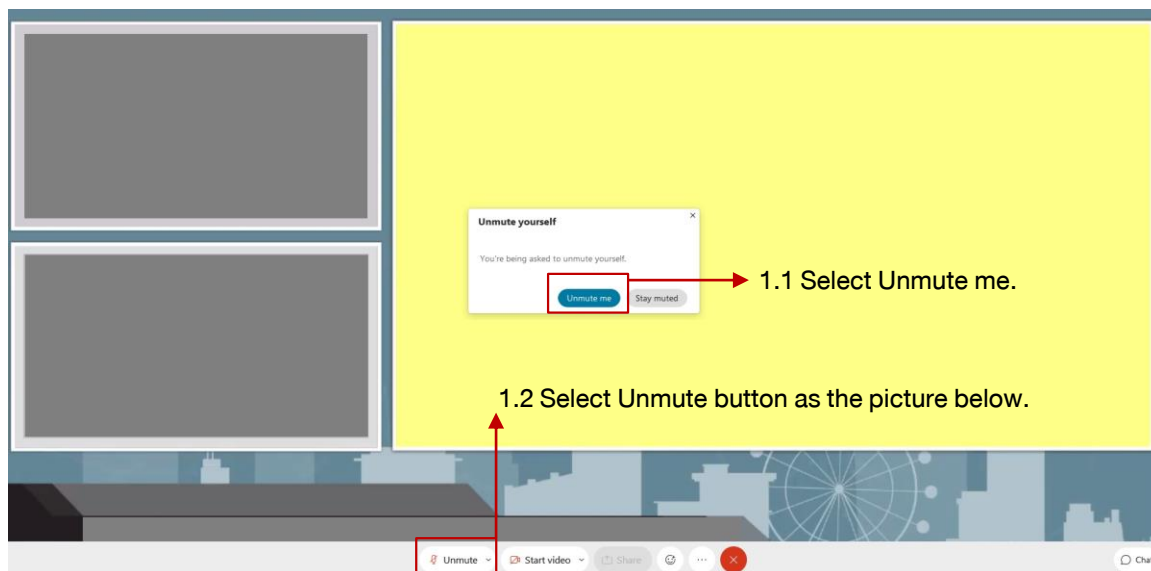 Unmute yourself
You're being asked to unmute yourself.
Unmute me
Stay muted
1.1 Select Unmute me.
1.2 Select Unmute button as the picture below.
Unmute
Start video
Share
Chat